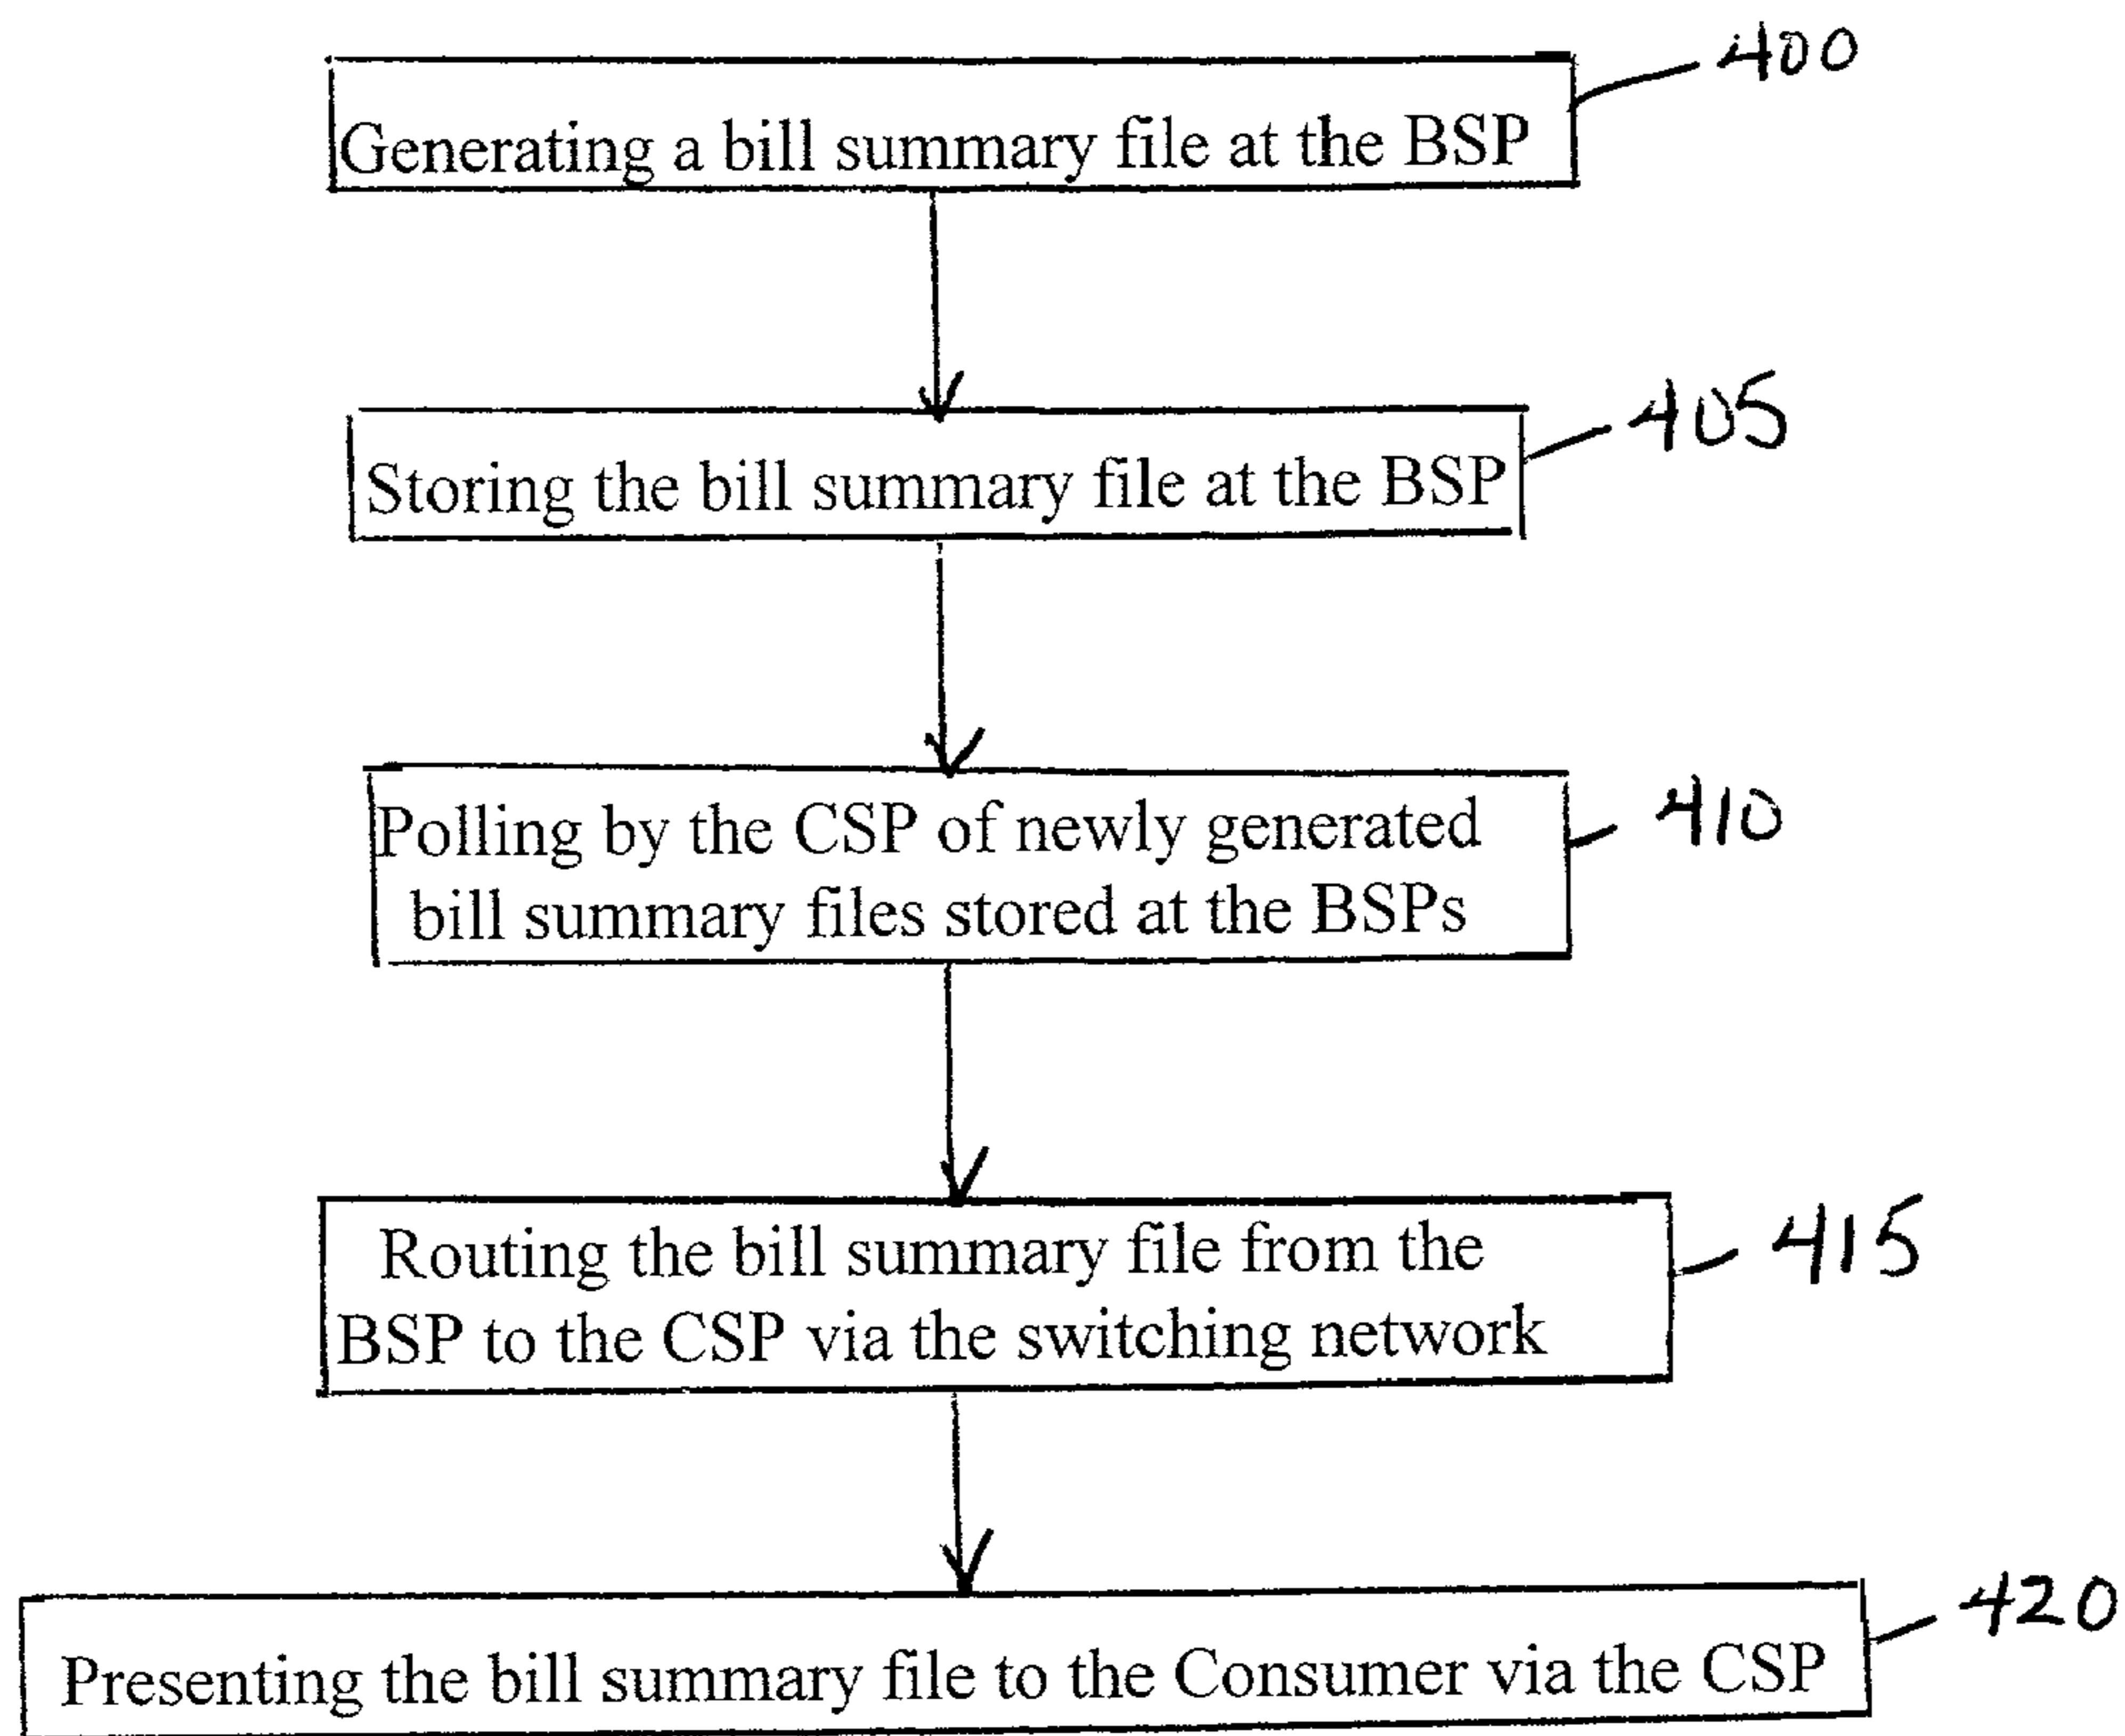 400
Generating a bill summary file at the BSP
405
Storing the bill summary file at the BSP
410
Polling by the CSP of newly generated
bill summary files stored at the BSPs
415
Routing the bill summary file from the
BSP to the CSP via the switching network
420
Presenting the bill summary file to the Consumer via the CSP